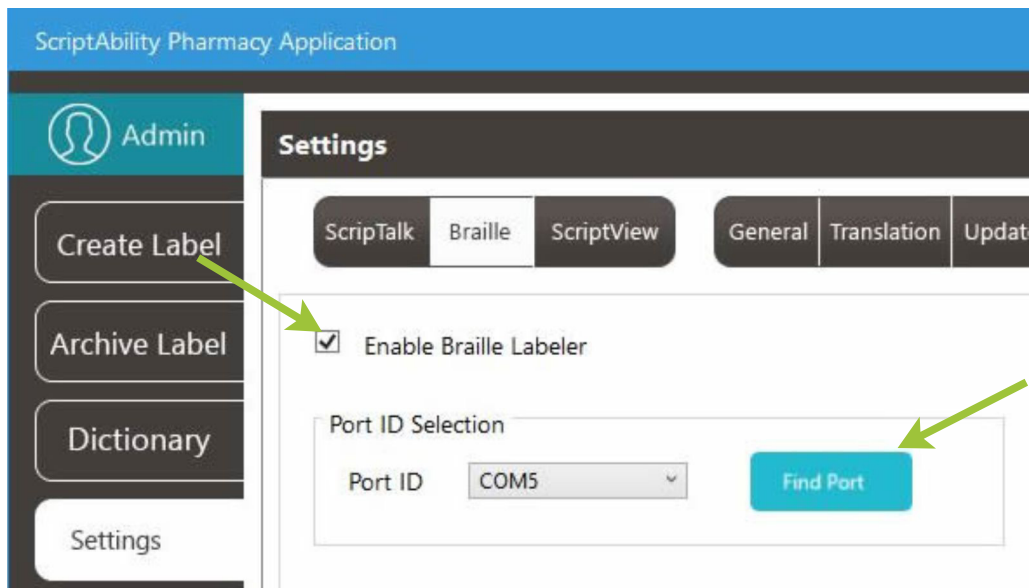 ScriptAbility Pharmacy Application
Admin
Settings
ScripTalk Braille ScriptView General Translation Updat
Create Label
Archive Label
Dictionary
Settings
Enable Braille Labeler
Port ID Selection
Port ID COM5 Find Port